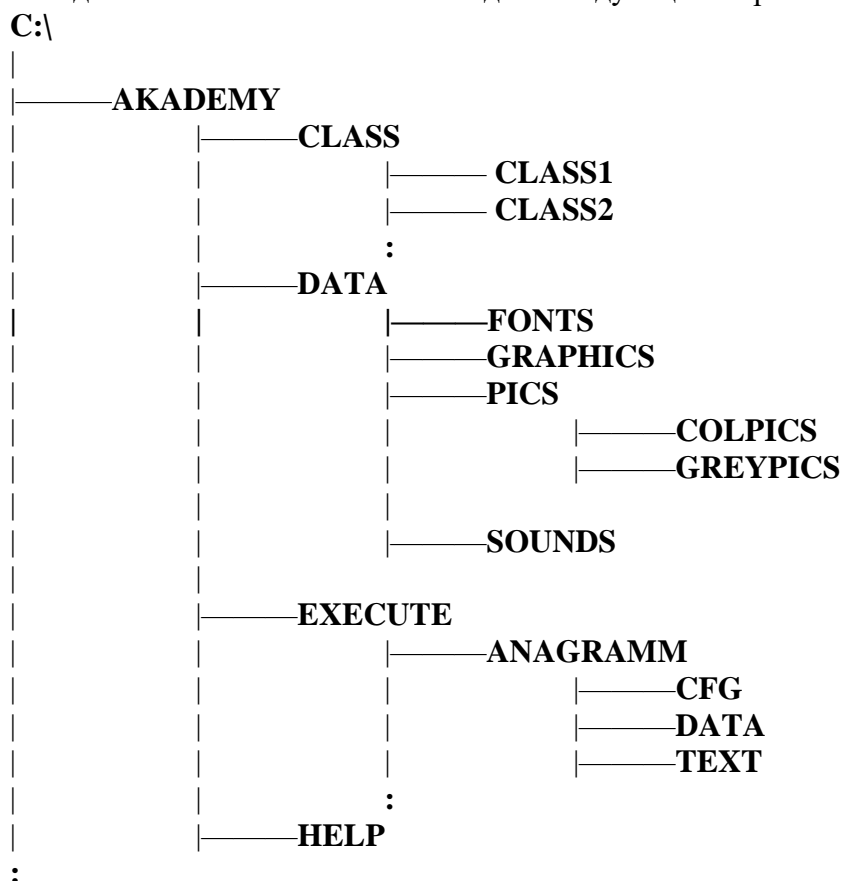 C:\
AKADEMY
CLASS
CLASS1
CLASS2
:
DATA
FONTS
GRAPHICS
PICS
COLPICS
GREYPICS
SOUNDS
EXECUTE
ANAGRAMM
CFG
DATA
TEXT
:
HELP
: